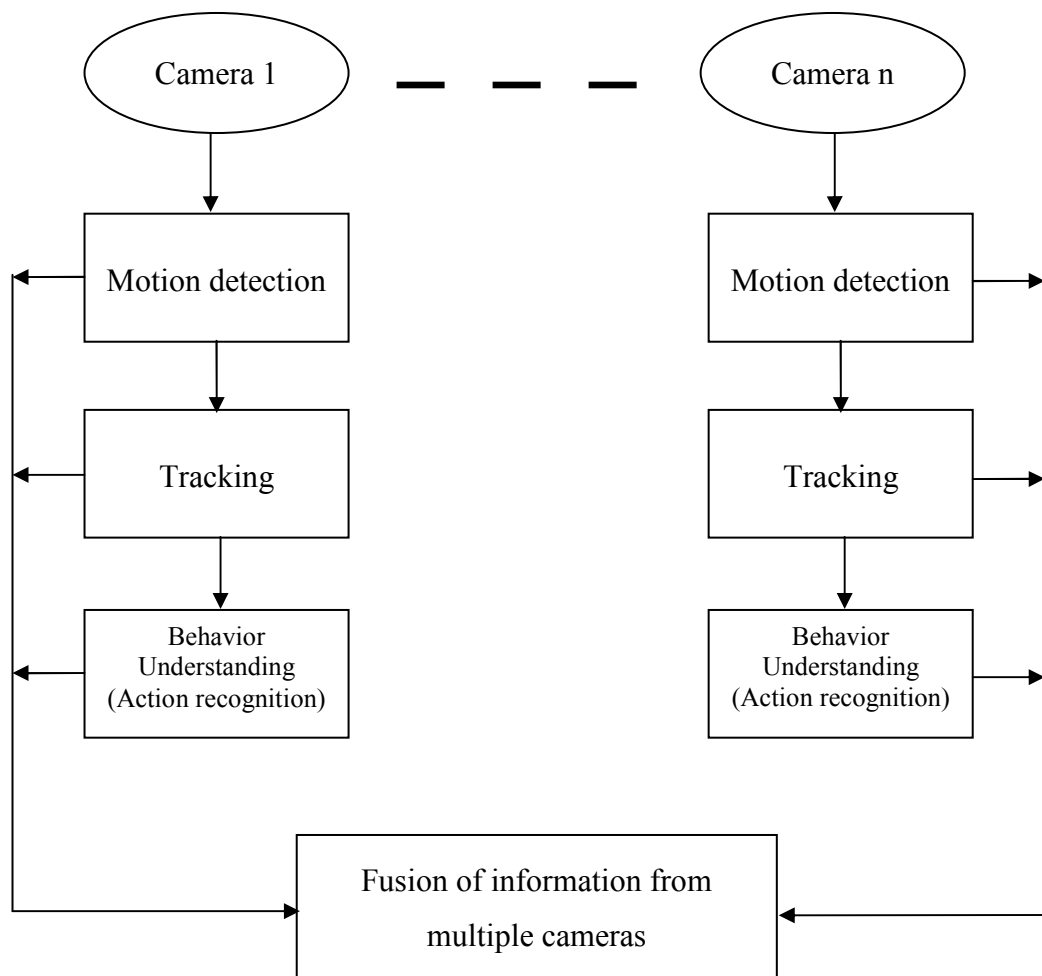 Camera 1
Camera n
Motion detection
Motion detection
Tracking
Tracking
Behavior
Understanding
(Action recognition)
Behavior
Understanding
(Action recognition)
Fusion of information from
multiple cameras